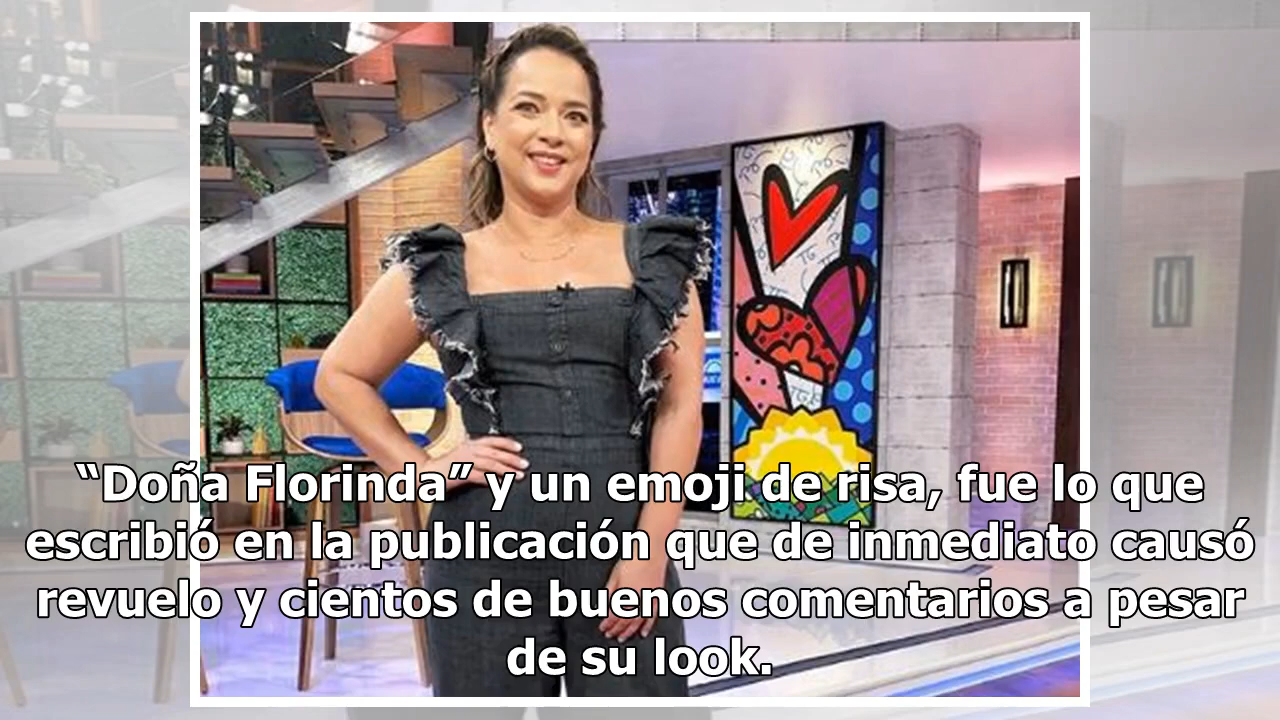 “Doña Florinda” y un emoji de risa, fue lo que
escribió en la publicación que de inmediato causó
revuelo y cientos de buenos comentarios a pesar
de su look.